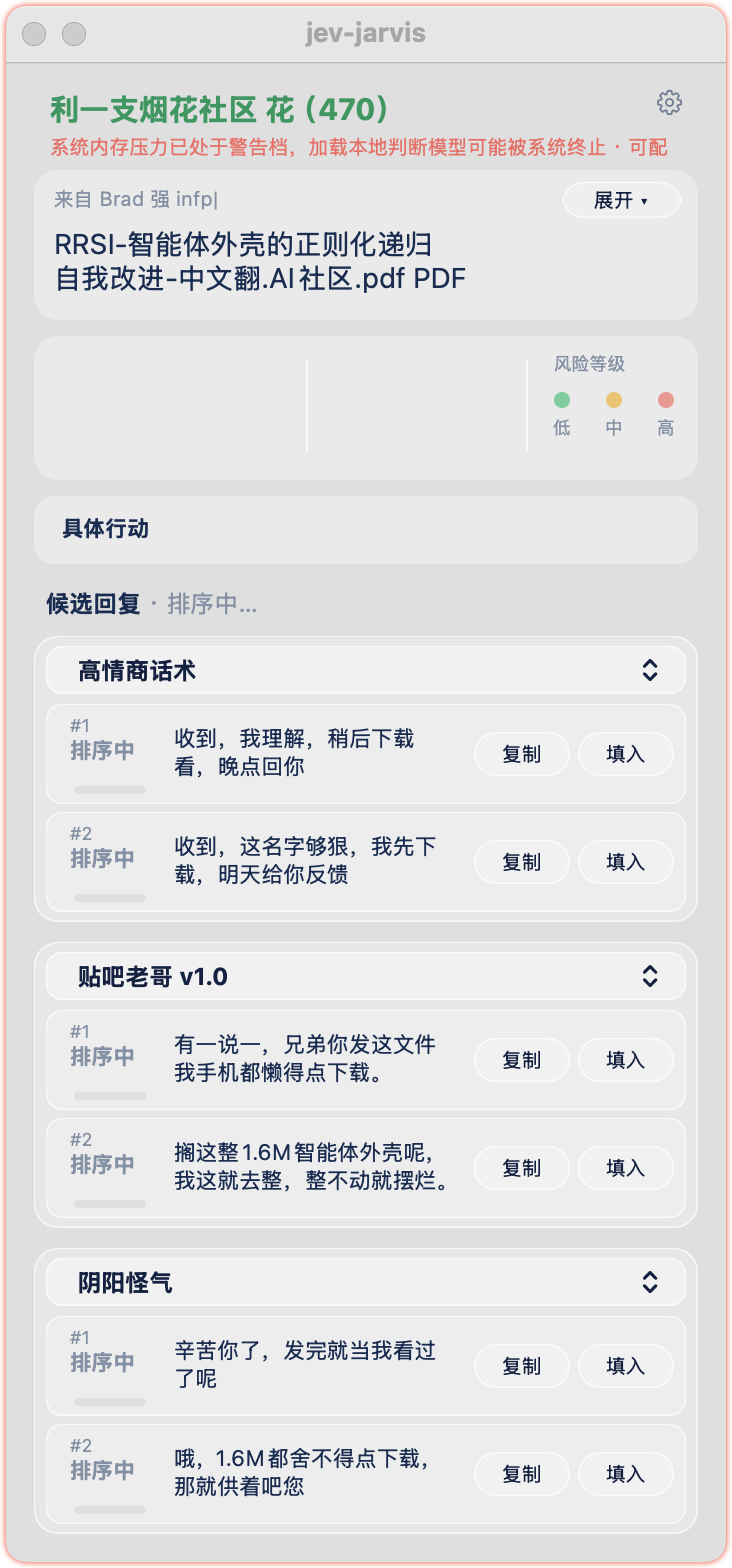 jev-jarvis
利一支烟花社区 花（470）
系统内存压力已处于警告档，加载本地判断模型可能被系统终止 · 可配
来自 Brad 强 infp|
展开 ▾
RRSI-智能体外壳的正则化递归
自我改进-中文翻.AI社区.pdf PDF
风险等级
低 中 高
具体行动
候选回复 · 排序中...
高情商话术
#1
排序中
收到，我理解，稍后下载
看，晚点回你
复制 填入
#2
排序中
收到，这名字够狠，我先下
载，明天给你反馈
复制 填入
贴吧老哥 v1.0
#1
排序中
有一说一，兄弟你发这文件
我手机都懒得点下载。
复制 填入
#2
排序中
搁这整1.6M智能体外壳呢，
我这就去整，整不动就摆烂。
复制 填入
阴阳怪气
#1
排序中
辛苦你了，发完就当我看过
了呢
复制 填入
#2
排序中
哦，1.6M都舍不得点下载，
那就供着吧您
复制 填入